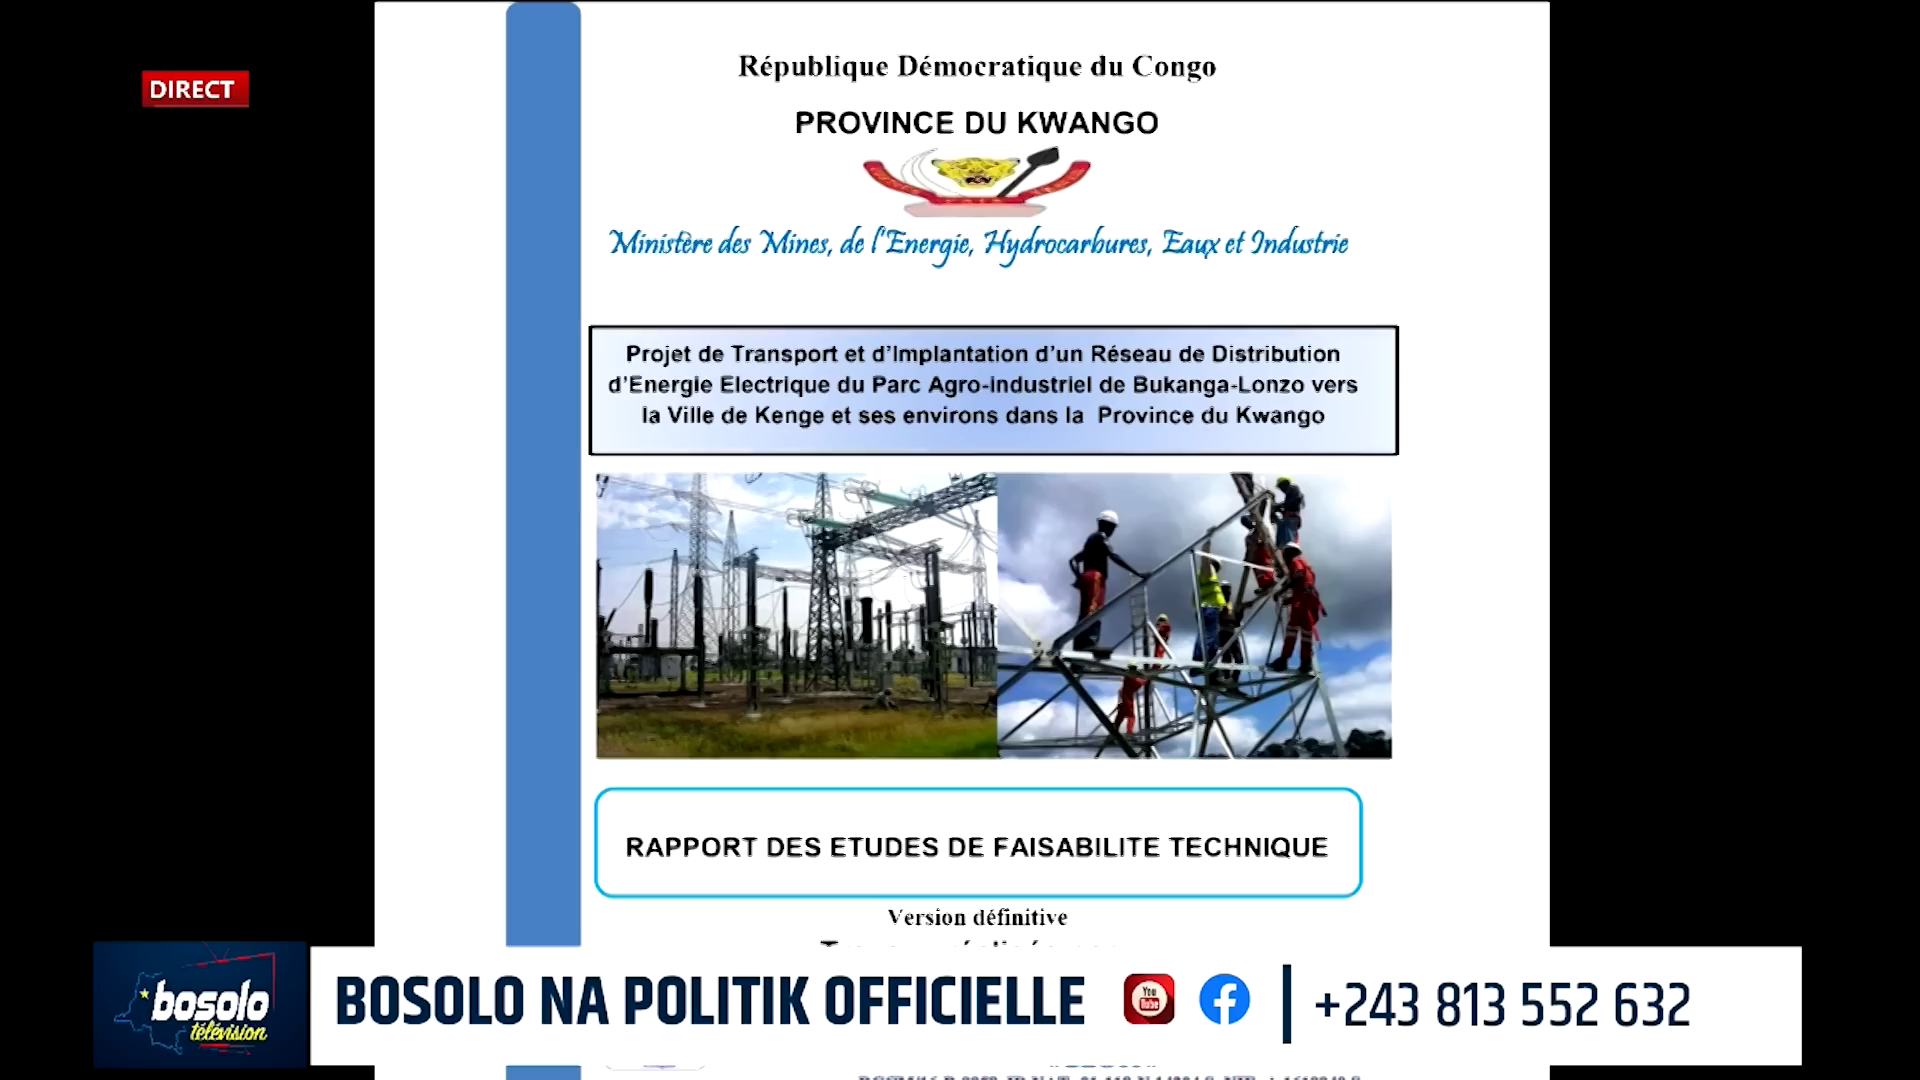 DIRECT
République Démocratique du Congo
PROVINCE DU KWANGO
Ministère des Mines, de l'Energie, Hydrocarbures, Eaux et Industrie
Projet de Transport et d'Implantation d'un Réseau de Distribution
d'Energie Electrique du Parc Agro-industriel de Bukanga-Lonzo vers
la Ville de Kenge et ses environs dans la Province du Kwango
RAPPORT DES ETUDES DE FAISABILITE TECHNIQUE
Version définitive
bosolo
télévision
BOSOLO NA POLITIK OFFICIELLE
You
Tube
+243 813 552 632